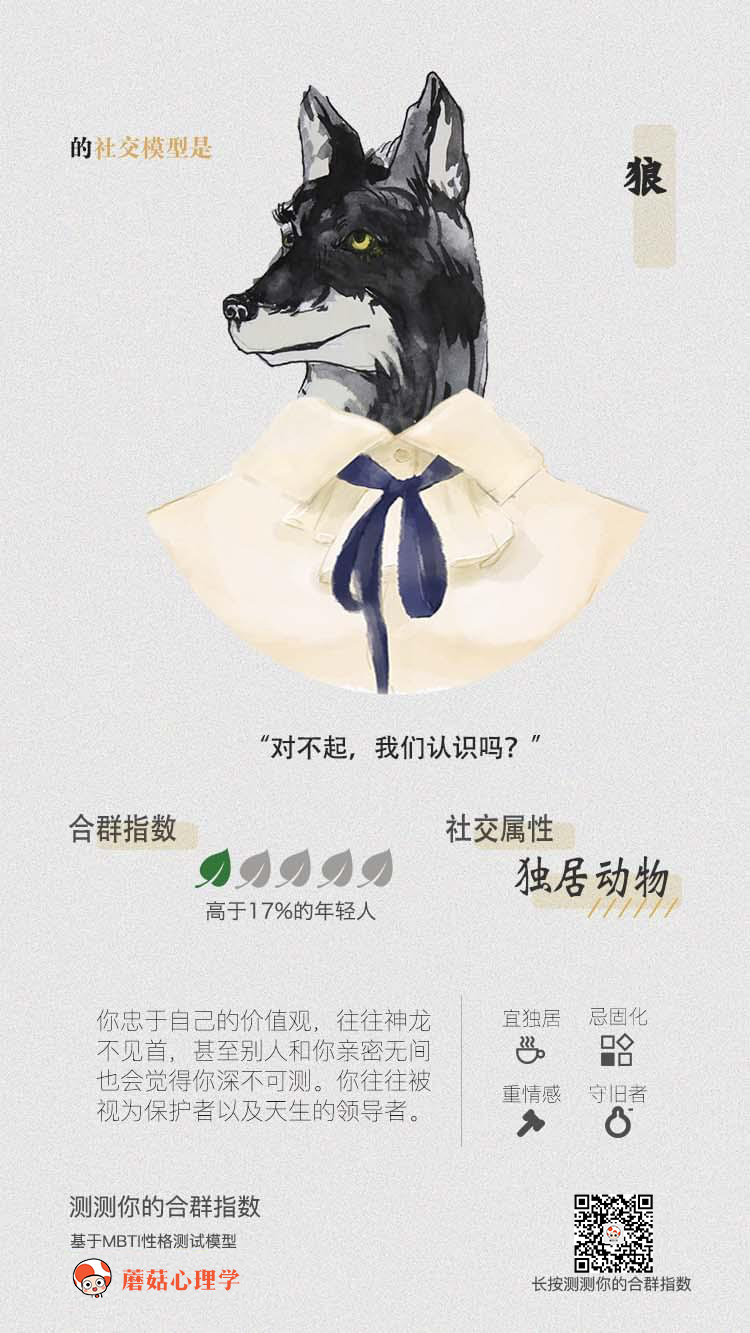 的社交模型是
狼
“对不起，我们认识吗？”
合群指数
高于17%的年轻人
社交属性
独居动物
你忠于自己的价值观，往往神龙
不见首，甚至别人和你亲密无间
也会觉得你深不可测。你往往被
视为保护者以及天生的领导者。
宜独居 忌固化
重情感 守旧者
测测你的合群指数
基于MBTI性格测试模型
蘑菇心理学
长按测测你的合群指数